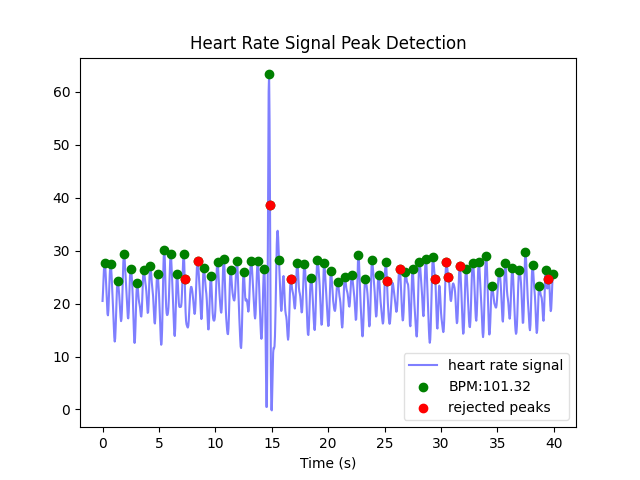 Heart Rate Signal Peak Detection
60
50
40
30
20
10
0
heart rate signal
BPM:101.32
rejected peaks
0 5 10 15 20 25 30 35 40
Time (s)